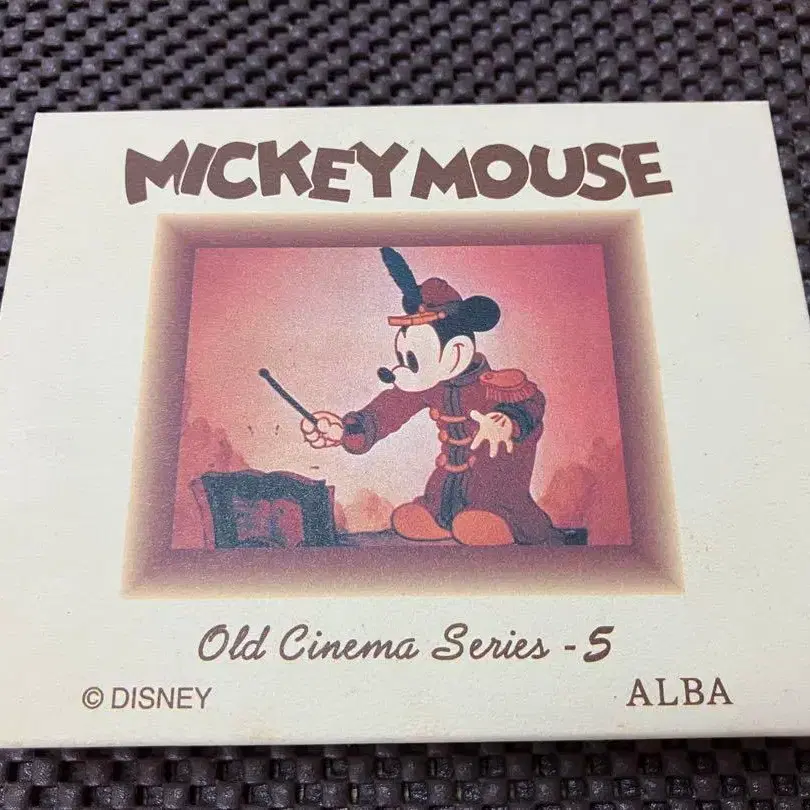 MICKEY MOUSE
Old Cinema Series - 5
© DISNEY
ALBA